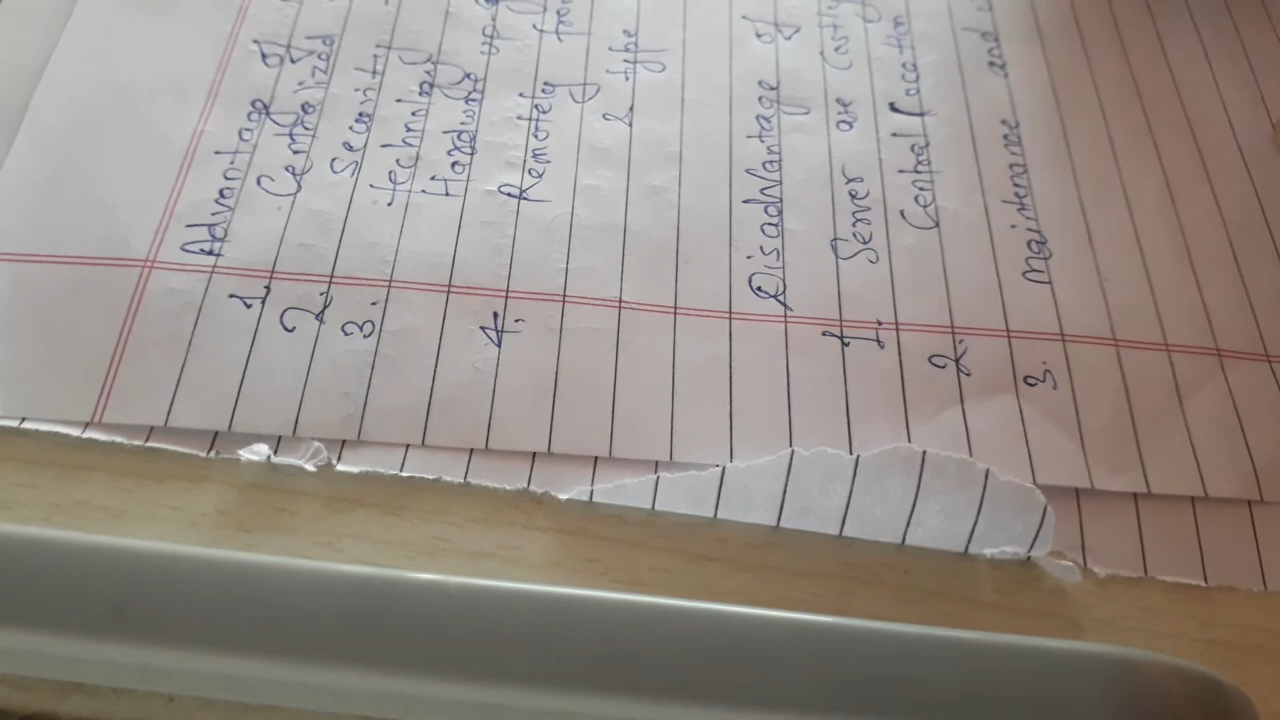 Advantage of
1. Centralized
2. Security
3. technology
Hardware up
4. Remotely
2 type
DisadVantage of
1. Server are Costly
2. Central location
3. Maintenane and